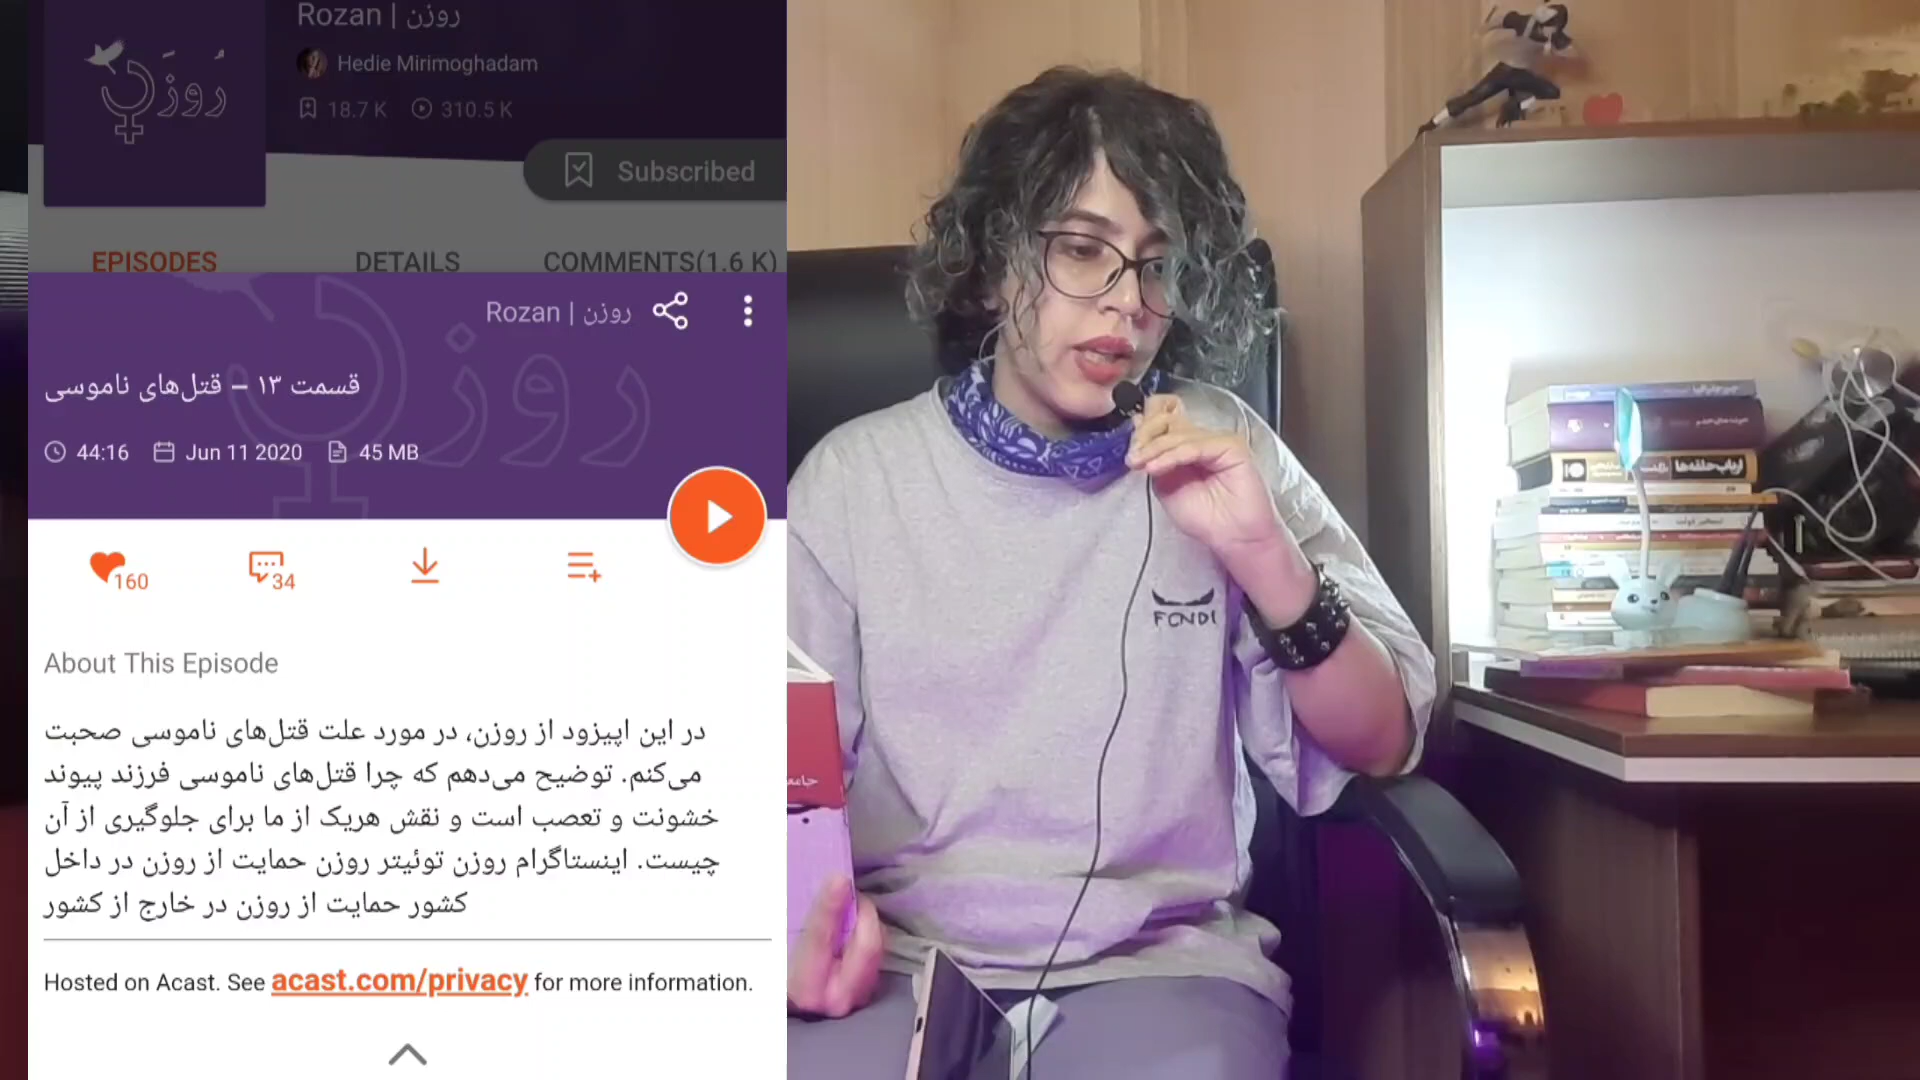 Rozan | روزن
Hedie Mirimoghadam
18.7 K 310.5 K
رُوزَن
Subscribed
EPISODES DETAILS COMMENTS(1.6 K)
Rozan | روزن
قسمت ۱۳ – قتل‌های ناموسی
44:16 Jun 11 2020 45 MB
160 34
About This Episode
در این اپیزود از روزن، در مورد علت قتل‌های ناموسی صحبت
می‌کنم. توضیح می‌دهم که چرا قتل‌های ناموسی فرزند پیوند
خشونت و تعصب است و نقش هریک از ما برای جلوگیری از آن
چیست. اینستاگرام روزن توئیتر روزن حمایت از روزن در داخل
کشور حمایت از روزن در خارج از کشور
Hosted on Acast. See acast.com/privacy for more information.
FENDI
ارباب حلقه‌ها